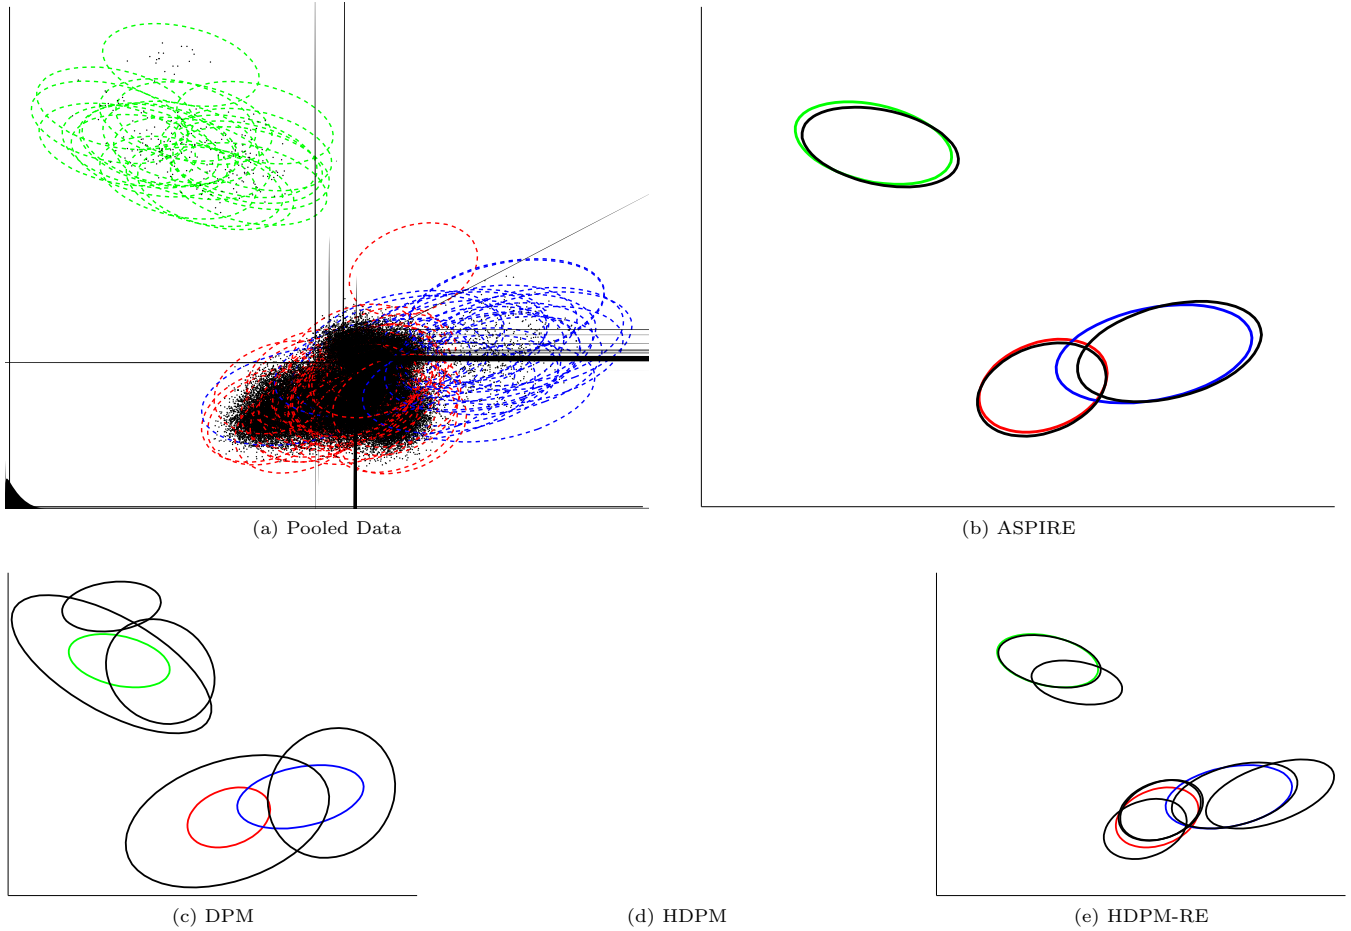 (a) Pooled Data
(b) ASPIRE
(c) DPM
(d) HDPM
(e) HDPM-RE